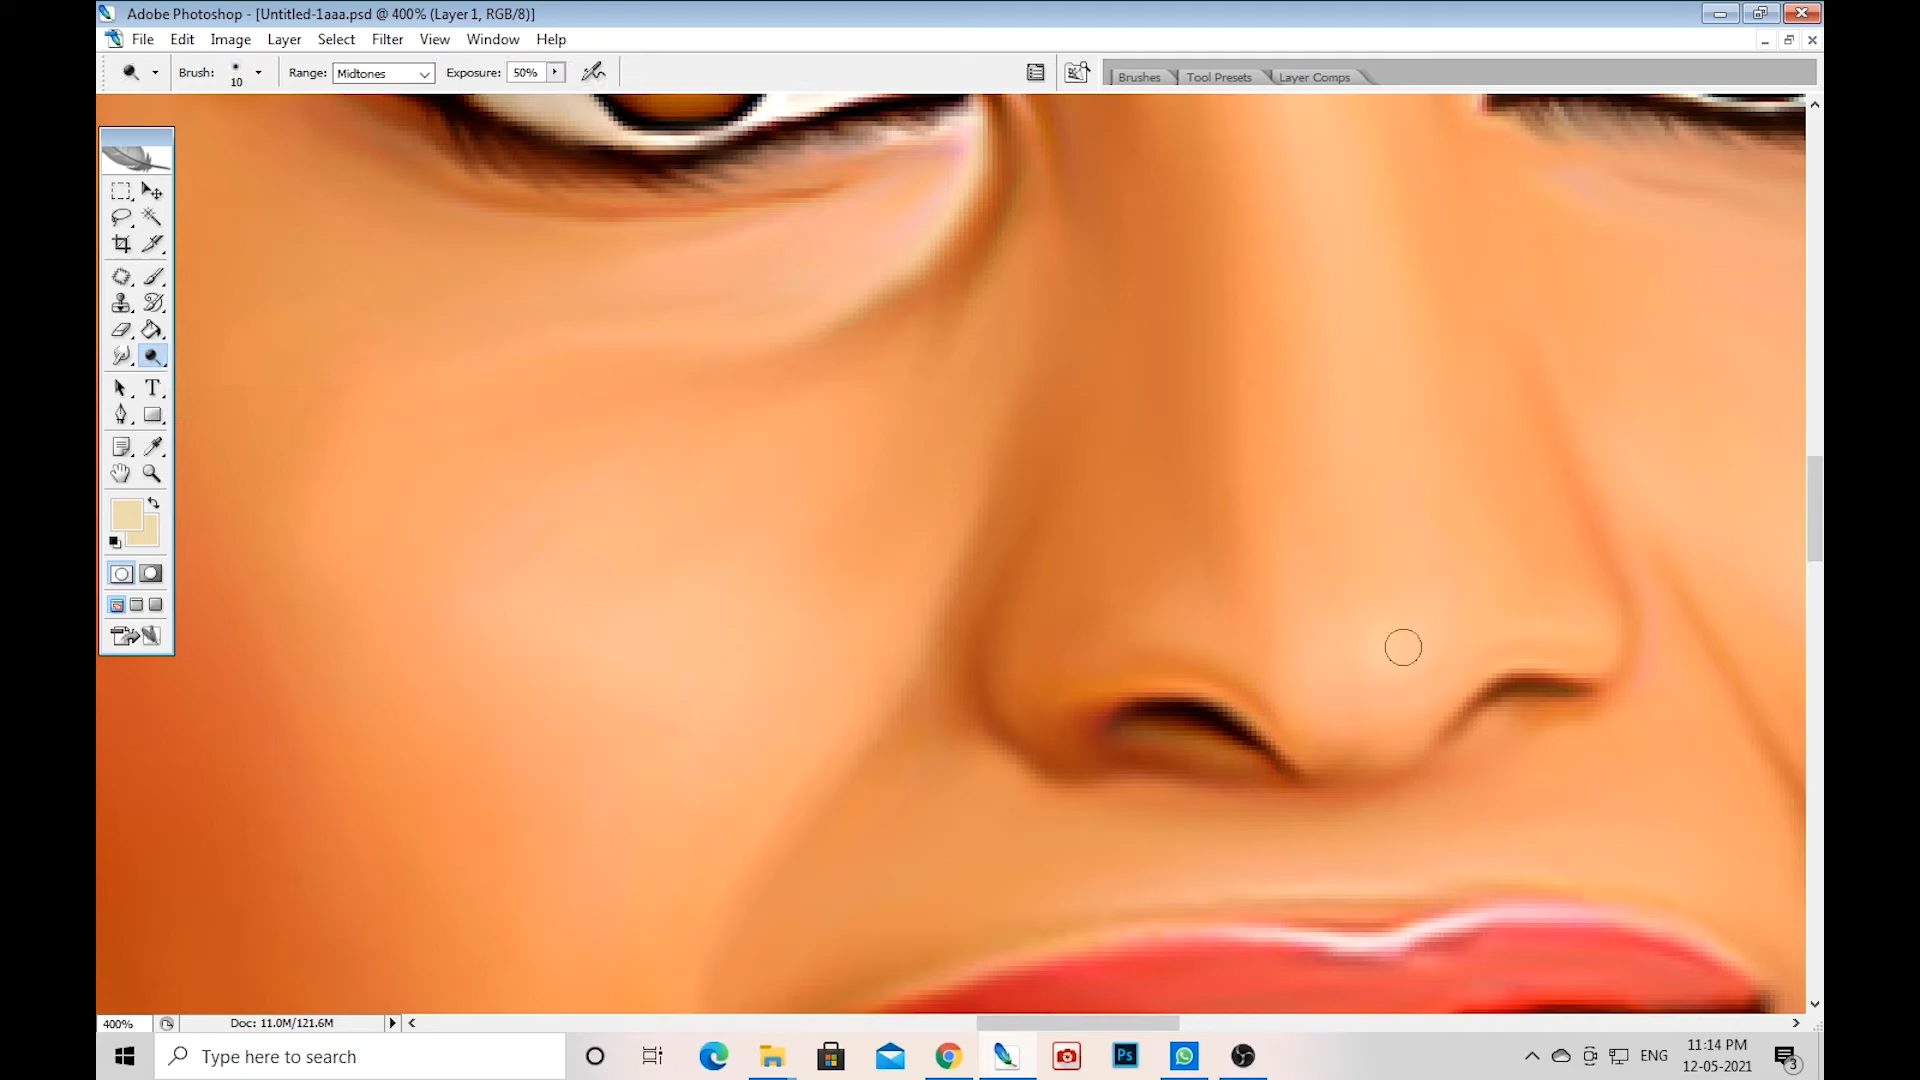 Adobe Photoshop - [Untitled-1aaa.psd @ 400% (Layer 1, RGB/8)]
File Edit Image Layer Select Filter View Window Help
Brush: 10 Range: Midtones Exposure: 50% Brushes Tool Presets Layer Comps
T
400% Doc: 11.0M/121.6M
Type here to search Ps ENG 11:14 PM
12-05-2021 3